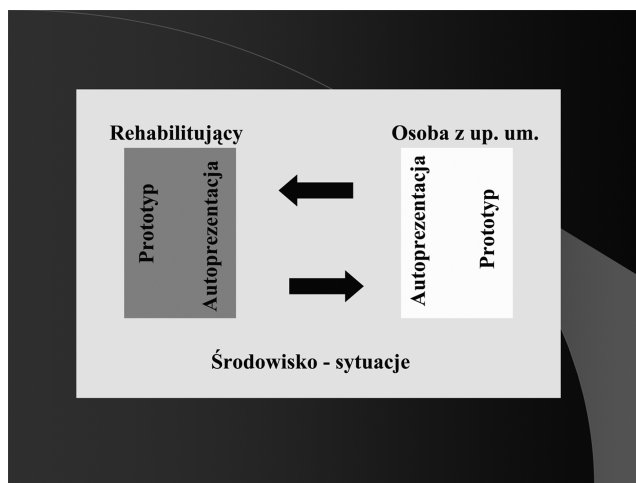 Rehabilitujący
Osoba z up. um.
Prototyp
Autoprezentacja
Autoprezentacja
Prototyp
Środowisko - sytuacje